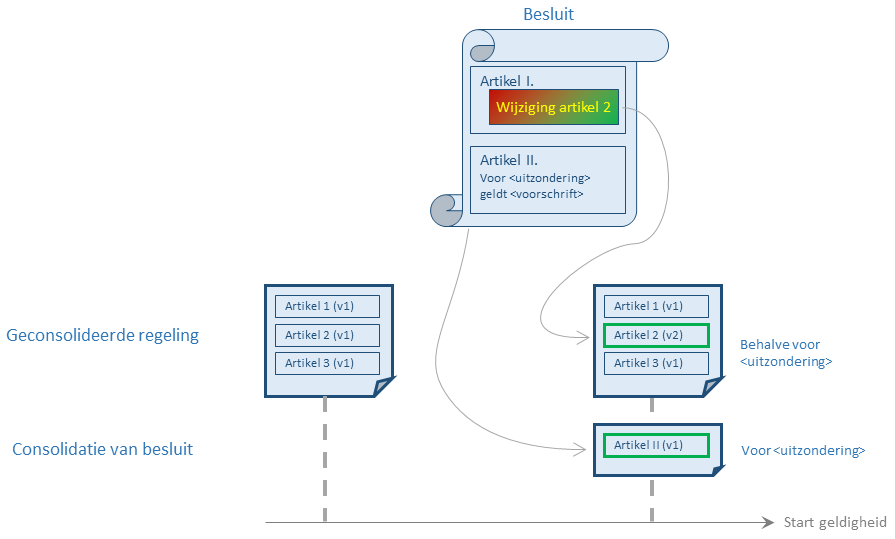 Besluit
Artikel I.
Wijziging artikel 2
Artikel II.
Voor <uitzondering>
geldt <voorschrift>
Geconsolideerde regeling
Artikel 1 (v1)
Artikel 2 (v1)
Artikel 3 (v1)
Artikel 1 (v1)
Artikel 2 (v2)
Artikel 3 (v1)
Behalve voor
<uitzondering>
Consolidatie van besluit
Artikel II (v1)
Voor <uitzondering>
Start geldigheid